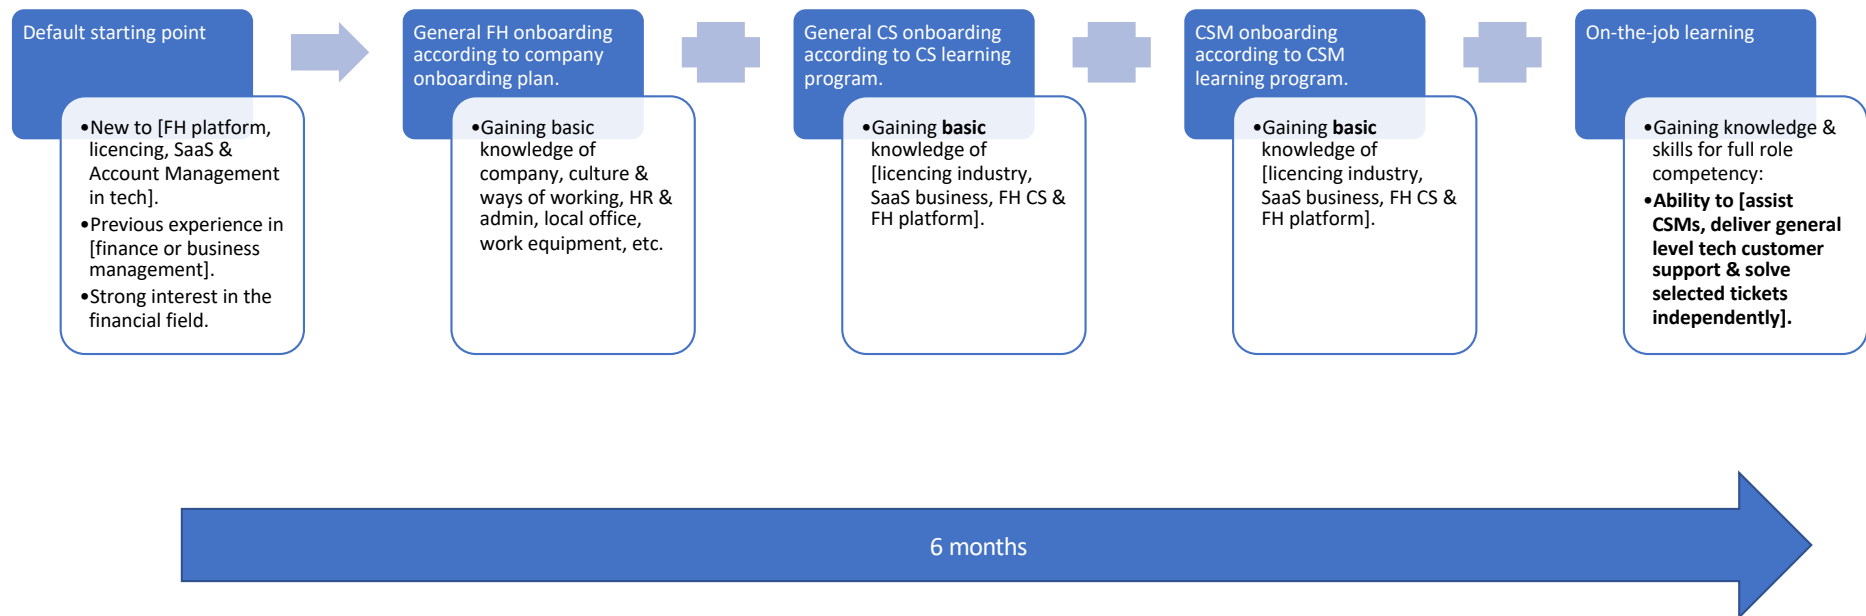 Default starting point
•New to [FH platform,
licencing, SaaS &
Account Management
in tech].
•Previous experience in
[finance or business
management].
•Strong interest in the
financial field.
General FH onboarding
according to company
onboarding plan.
•Gaining basic
knowledge of
company, culture &
ways of working, HR &
admin, local office,
work equipment, etc.
General CS onboarding
according to CS learning
program.
•Gaining basic
knowledge of
[licencing industry,
SaaS business, FH CS &
FH platform].
CSM onboarding
according to CSM
learning program.
•Gaining basic
knowledge of
[licencing industry,
SaaS business, FH CS &
FH platform].
On-the-job learning
•Gaining knowledge &
skills for full role
competency:
•Ability to [assist
CSMs, deliver general
level tech customer
support & solve
selected tickets
independently].
6 months